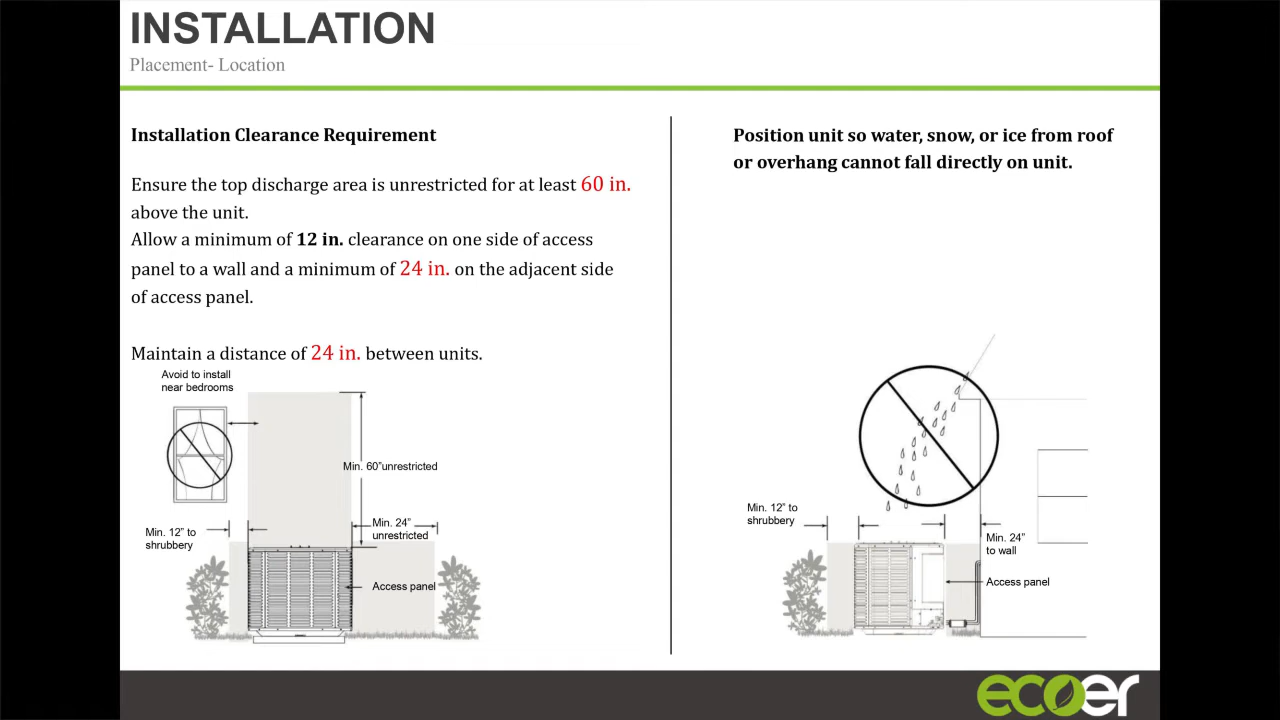 INSTALLATION
Placement- Location
Installation Clearance Requirement
Ensure the top discharge area is unrestricted for at least 60 in.
above the unit.
Allow a minimum of 12 in. clearance on one side of access
panel to a wall and a minimum of 24 in. on the adjacent side
of access panel.
Maintain a distance of 24 in. between units.
Avoid to install
near bedrooms
Min. 60"unrestricted
Min. 12" to
shrubbery
Min. 24"
unrestricted
Access panel
Position unit so water, snow, or ice from roof
or overhang cannot fall directly on unit.
Min. 12" to
shrubbery
Min. 24"
to wall
Access panel
ecoer